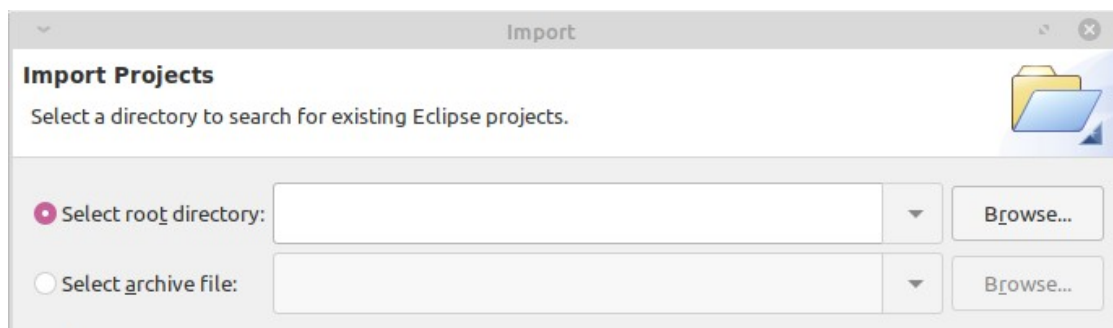 Import
Import Projects
Select a directory to search for existing Eclipse projects.
Select root directory: Browse...
Select archive file: Browse...